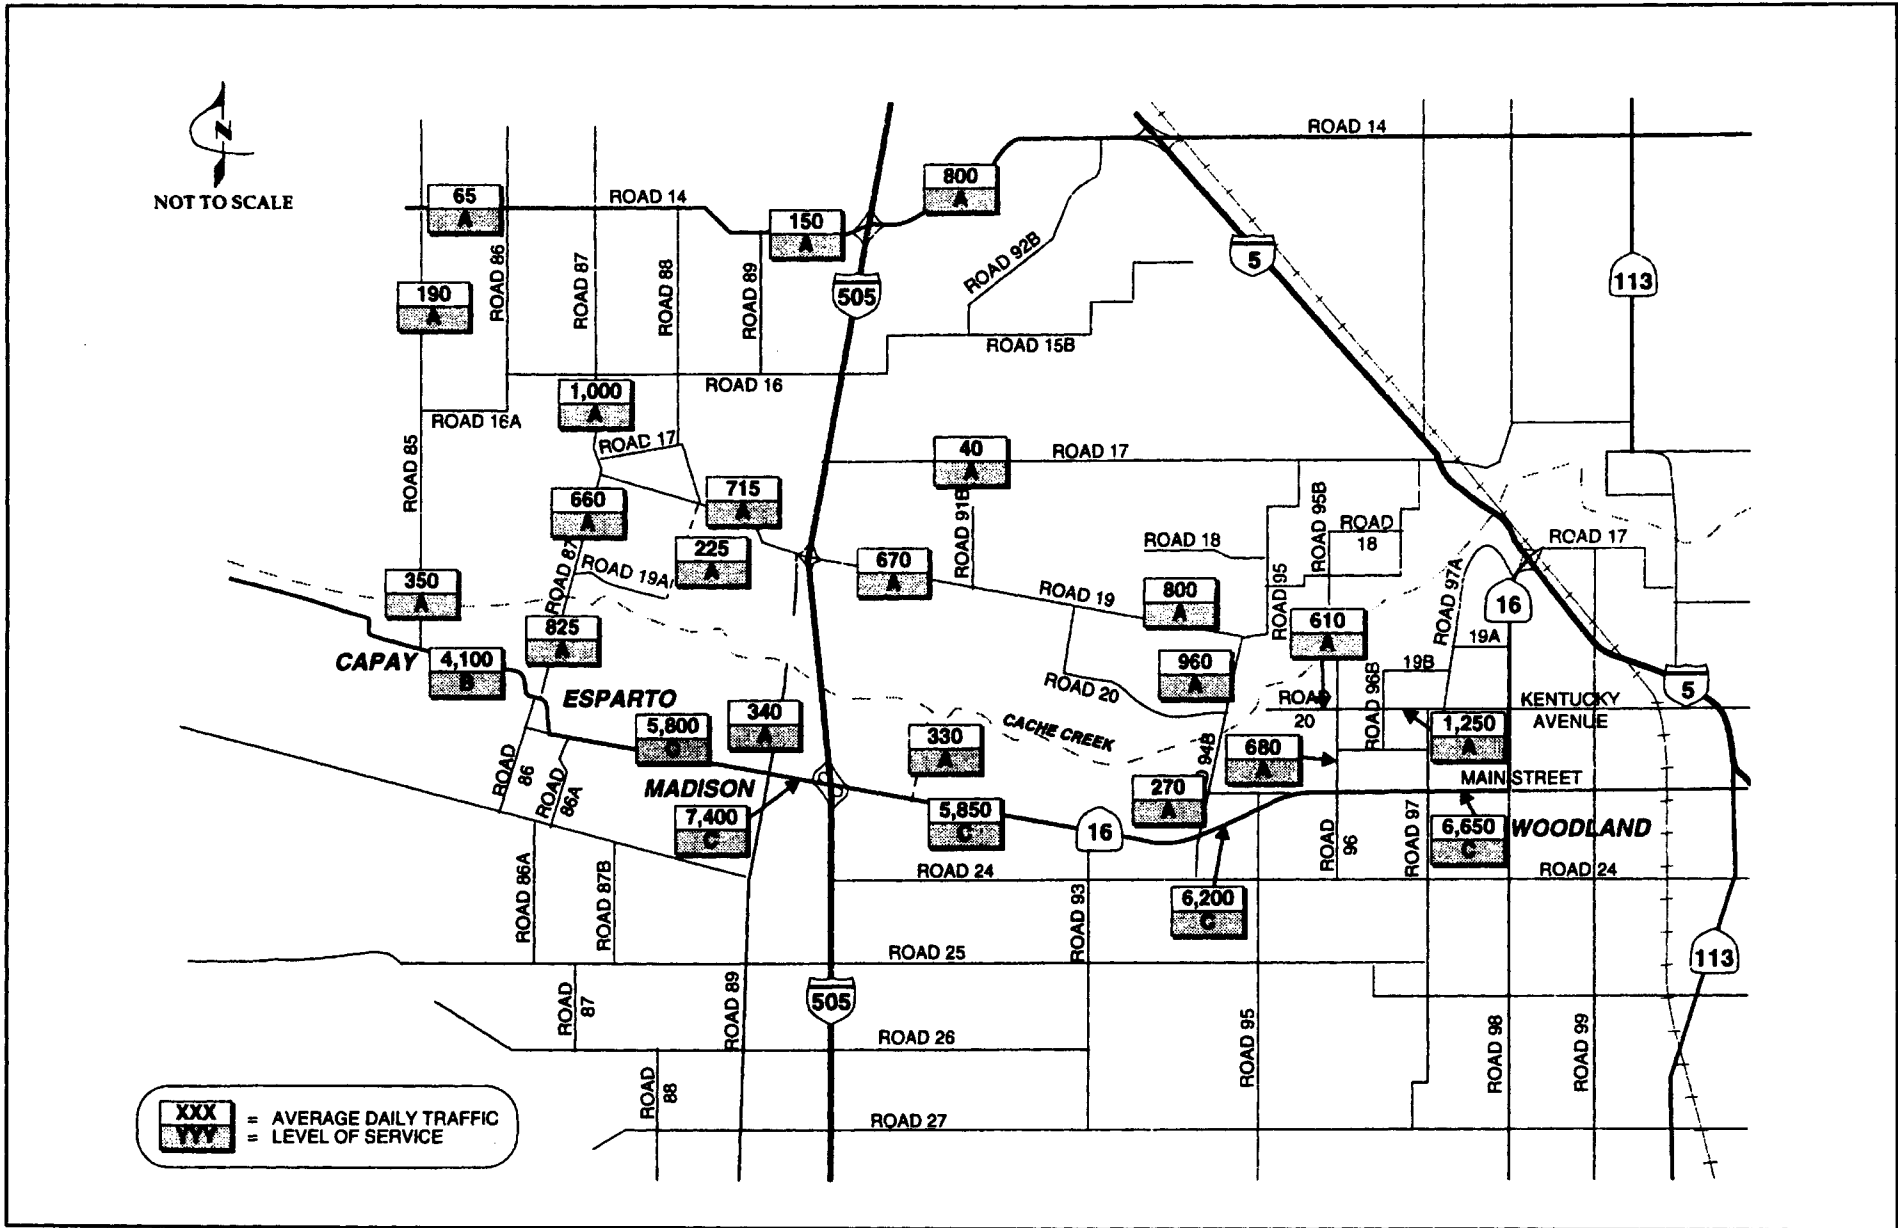 ROAD 14
800
A
65
A
ROAD 14
NOT TO SCALE
N
150
A
ROAD 92B
5
113
ROAD 86
ROAD 87
ROAD 88
ROAD 89
505
190
A
ROAD 15B
1,000
A
ROAD 16
ROAD 16A
ROAD 17
40
A
ROAD 17
ROAD 85
715
A
660
A
ROAD 91B
ROAD 95B
ROAD
18
ROAD 18
ROAD 17
225
A
670
A
ROAD 87
ROAD 19A
350
A
ROAD 19
800
A
ROAD 95
ROAD 97A
16
825
A
610
A
19A
CAPAY
4,100
B
960
A
19B
ROAD 20
ROAD
20
ROAD 96B
5
ESPARTO
KENTUCKY
AVENUE
5,800
C
340
A
330
A
CACHE CREEK
94B
680
A
1,250
A
ROAD
86
ROAD
86A
MADISON
MAIN STREET
270
A
7,400
C
5,850
C
16
ROAD
96
ROAD 97
6,650
C
WOODLAND
ROAD 24
ROAD 24
6,200
C
ROAD 86A
ROAD 87B
ROAD 93
ROAD 25
113
ROAD
87
ROAD 89
505
ROAD 26
ROAD 95
ROAD 98
ROAD 99
ROAD
88
ROAD 27
XXX = AVERAGE DAILY TRAFFIC
YYY = LEVEL OF SERVICE